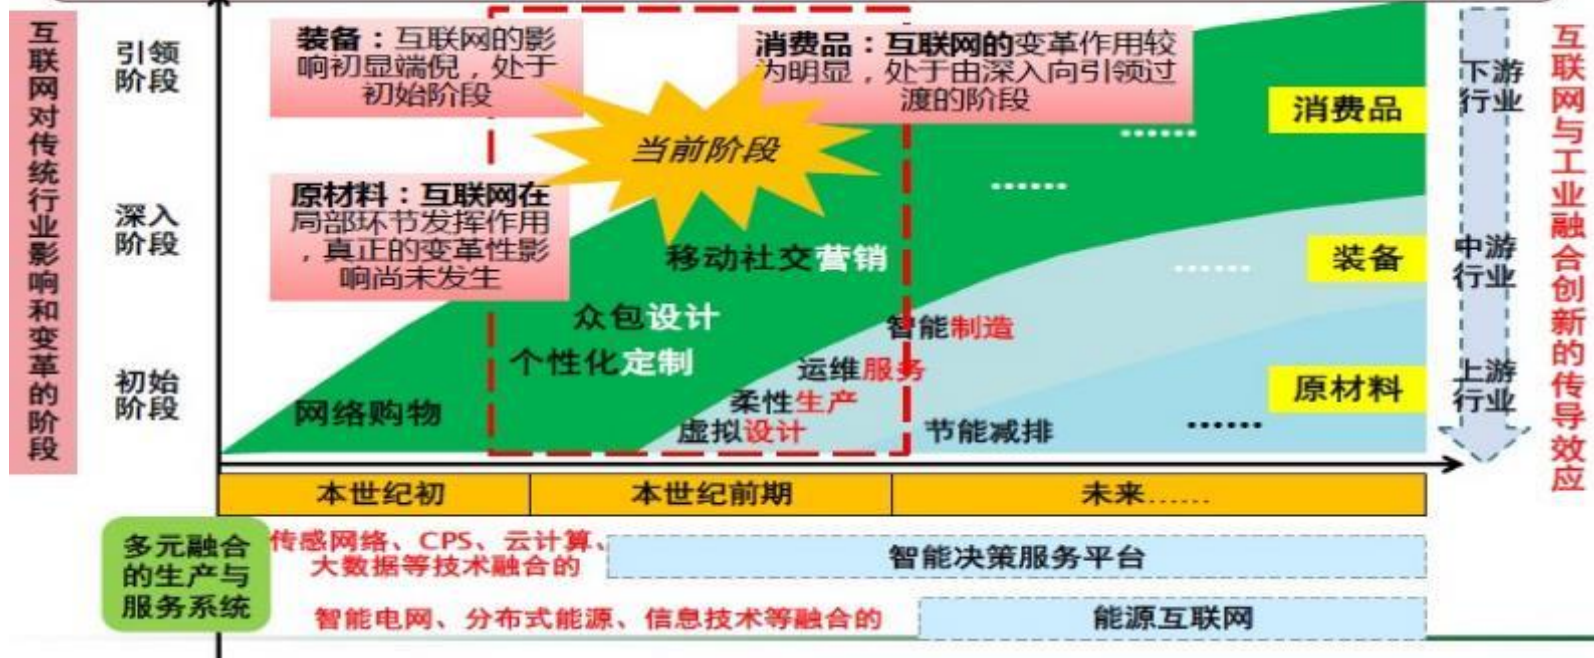 互联网对传统行业影响和变革的阶段
引领
阶段
深入
阶段
初始
阶段
装备：互联网的影
响初显端倪，处于
初始阶段
消费品：互联网的变革作用较
为明显，处于由深入向引领过
渡的阶段
当前阶段
原材料：互联网在
局部环节发挥作用
，真正的变革性影
响尚未发生
移动社交营销
众包设计
个性化定制
网络购物
智能制造
运维服务
柔性生产
虚拟设计
节能减排
......
......
......
......
消费品
装备
原材料
下游
行业
中游
行业
上游
行业
互联网与工业融合创新的传导效应
本世纪初
本世纪前期
未来……
多元融合
的生产与
服务系统
传感网络、CPS、云计算、
大数据等技术融合的
智能决策服务平台
智能电网、分布式能源、信息技术等融合的
能源互联网